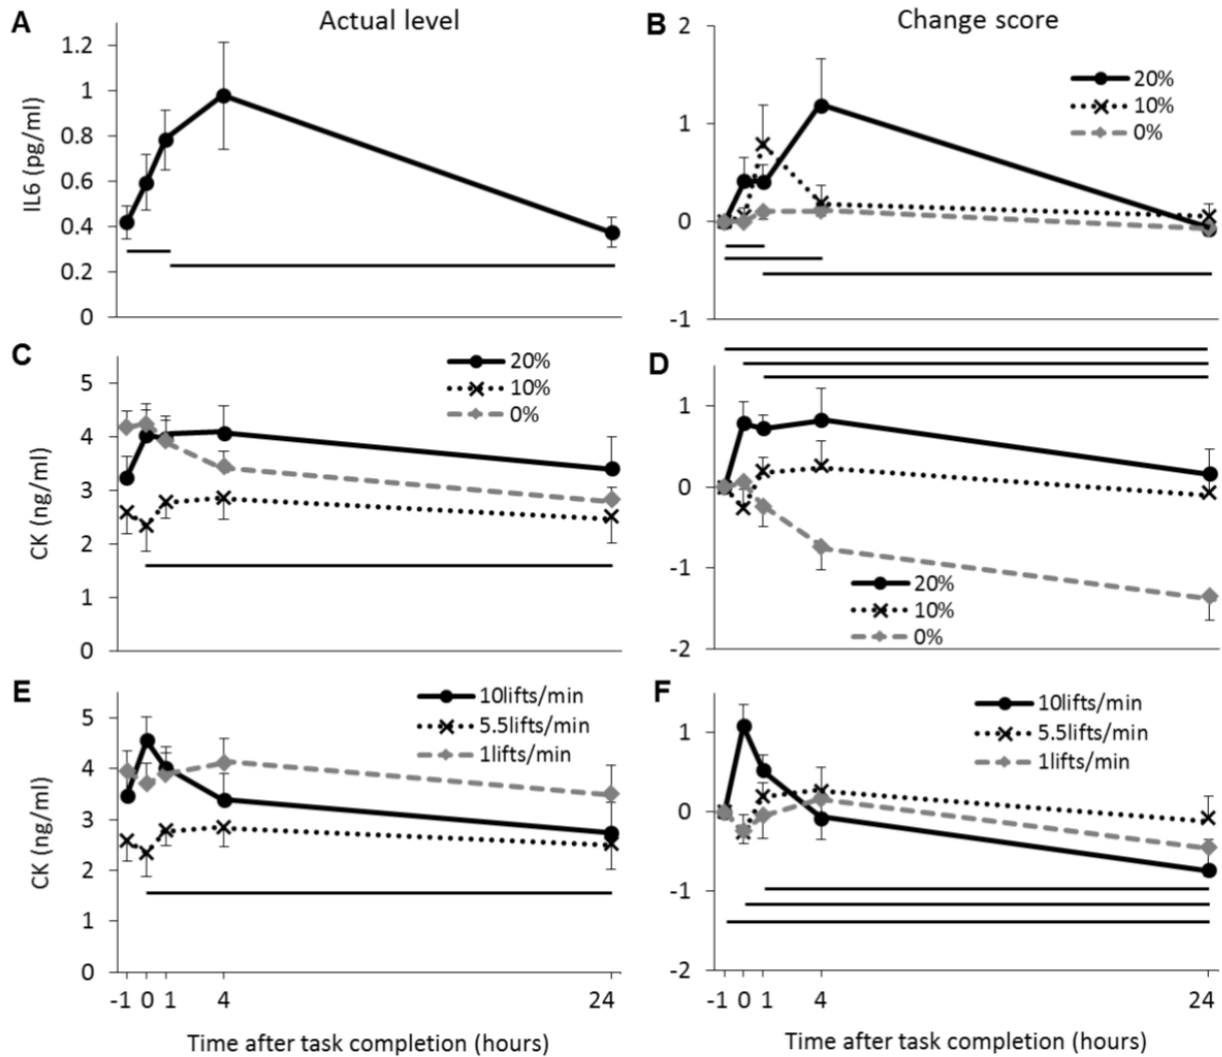 A Actual level
IL6 (pg/ml)
1.2
1
0.8
0.6
0.4
0.2
0
B Change score
20%
10%
0%
2
1
0
-1
C
CK (ng/ml)
20%
10%
0%
5
4
3
2
1
0
D
1
0
-1
-2
20%
10%
0%
E
CK (ng/ml)
10lifts/min
5.5lifts/min
1lifts/min
5
4
3
2
1
0
-1 0 1 4 24
Time after task completion (hours)
F
10lifts/min
5.5lifts/min
1lifts/min
1
0
-1
-2
-1 0 1 4 24
Time after task completion (hours)